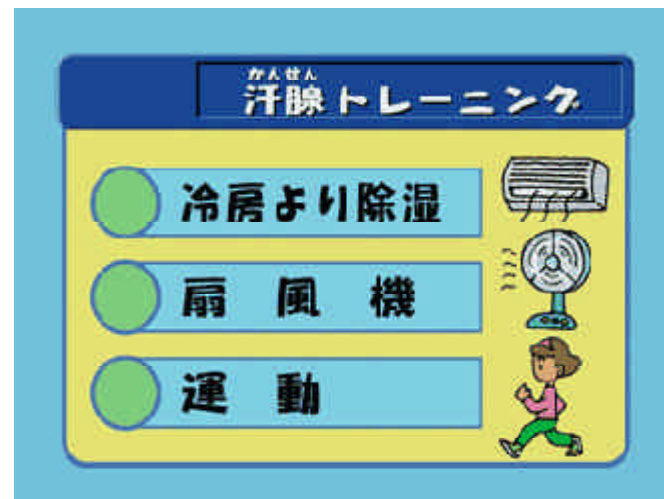 かんせん
汗腺トレーニング
冷房より除湿
扇風機
運動